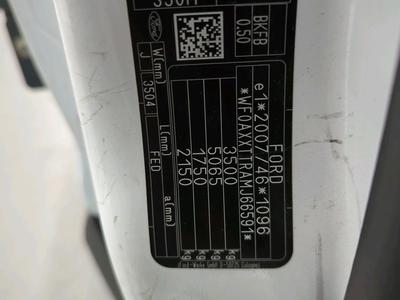 FORD
e1*2007/46*1096
*WF0AXXTTRAMJ66591*
3500 kg
5065 kg
1750 kg
2150 kg
BKFB
0,50
Ford
W(mm)
L(mm)
a(mm)
J
3504
FED